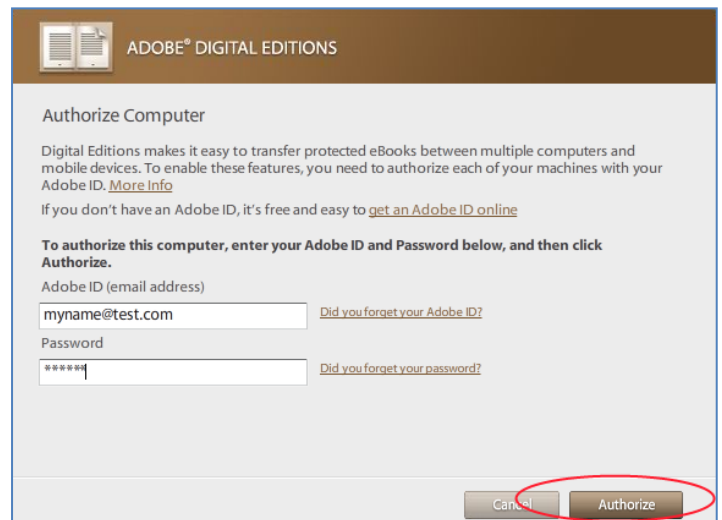 ADOBE® DIGITAL EDITIONS
Authorize Computer
Digital Editions makes it easy to transfer protected eBooks between multiple computers and
mobile devices. To enable these features, you need to authorize each of your machines with your
Adobe ID. More Info
If you don't have an Adobe ID, it's free and easy to get an Adobe ID online
To authorize this computer, enter your Adobe ID and Password below, and then click
Authorize.
Adobe ID (email address)
myname@test.com Did you forget your Adobe ID?
Password
****** Did you forget your password?
Cancel Authorize